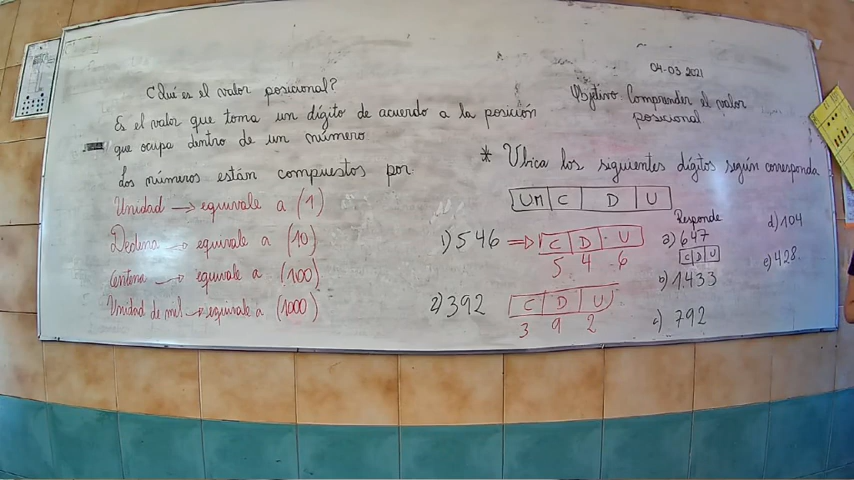 04-03-2021
¿Qué es el valor posicional?
Es el valor que toma un dígito de acuerdo a la posición
que ocupa dentro de un número.
Los números están compuestos por:
Unidad → equivale a (1)
Decena → equivale a (10)
Centena → equivale a (100)
Unidad de mil → equivale a (1000)
Objetivo Comprender el valor
posicional
* Ubica los siguientes dígitos según corresponda
UM C D U
1) 546 ⇒ C D U
5 4 6
2) 392 C D U
3 9 2
Responde
a) 647
C D U
b) 1.433
c) 792
d) 104
e) 428.